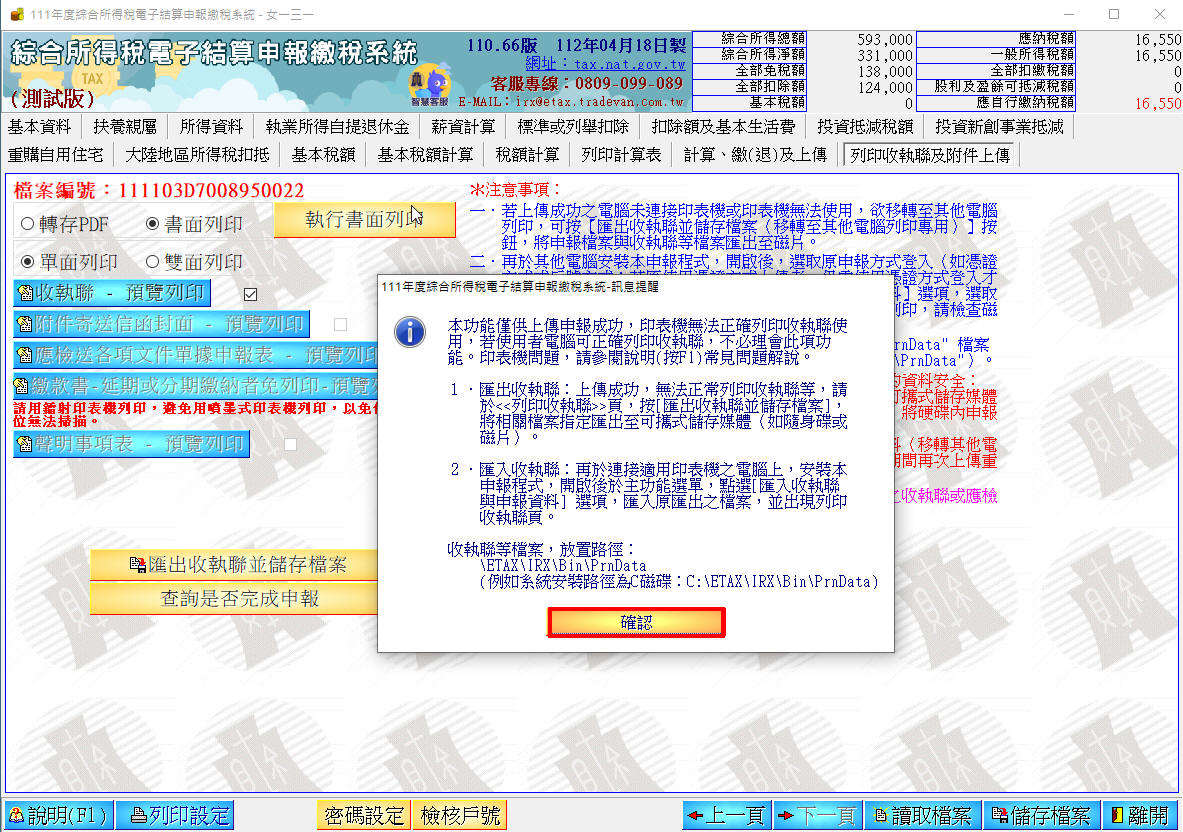 111年度綜合所得稅電子結算申報繳稅系統 - 女一三一
綜合所得稅電子結算申報繳稅系統
(測試版)
TAX
智慧客服
110.66版 112年04月18日製
網址：tax.nat.gov.tw
客服專線：0809-099-089
E-MAIL：irx@etax.tradevan.com.tw
綜合所得總額 593,000
綜合所得淨額 331,000
全部免稅額 138,000
全部扣除額 124,000
基本稅額 0
應納稅額 16,550
一般所得稅額 16,550
全部扣繳稅額 0
股利及盈餘可抵減稅額 0
應自行繳納稅額 16,550
基本資料 扶養親屬 所得資料 執業所得自提退休金 薪資計算 標準或列舉扣除 扣除額及基本生活費 投資抵減稅額 投資新創事業抵減
重購自用住宅 大陸地區所得稅扣抵 基本稅額 基本稅額計算 稅額計算 列印計算表 計算、繳(退)及上傳 列印收執聯及附件上傳
檔案編號：111103D7008950022
轉存PDF 書面列印 執行書面列印
單面列印 雙面列印
收執聯 - 預覽列印
附件寄送信函封面 - 預覽列印
應檢送各項文件單據申報表 - 預覽列印
繳款書-延期或分期繳納者免列印-預覽
請用鐳射印表機列印，避免用噴墨式印表機列印，以免
位無法掃描。
聲明事項表 - 預覽列印
匯出收執聯並儲存檔案
查詢是否完成申報
＊注意事項：
一．若上傳成功之電腦未連接印表機或印表機無法使用，欲移轉至其他電腦
列印，可按［匯出收執聯並儲存檔案（移轉至其他電腦列印專用）］按
鈕，將申報檔案與收執聯等檔案匯出至磁片。
二．再於其他電腦安裝本申報程式，開啟後，選取原申報方式登入（如憑證
憑證方式登入才
］選項，選取
列印，請檢查磁
rnData" 檔案
\PrnData")。
資料安全：
攜式儲存媒體
將硬碟內申報
（移轉其他電
期間再次上傳重
收執聯或應檢
111年度綜合所得稅電子結算申報繳稅系統-訊息提醒
本功能僅供上傳申報成功，印表機無法正確列印收執聯使
用，若使用者電腦可正確列印收執聯，不必理會此項功
能。印表機問題，請參閱說明(按F1)常見問題解說。
１．匯出收執聯：上傳成功，無法正常列印收執聯等，請
於<<列印收執聯>>頁，按[匯出收執聯並儲存檔案]，
將相關檔案指定匯出至可攜式儲存媒體（如隨身碟或
磁片）。
２．匯入收執聯：再於連接適用印表機之電腦上，安裝本
申報程式，開啟後於主功能選單，點選[匯入收執聯
與申報資料] 選項，匯入原匯出之檔案，並出現列印
收執聯頁。
收執聯等檔案，放置路徑：
\ETAX\IRX\Bin\PrnData
(例如系統安裝路徑為C磁碟：C:\ETAX\IRX\Bin\PrnData)
確認
說明(F1) 列印設定 密碼設定 檢核戶號 上一頁 下一頁 讀取檔案 儲存檔案 離開